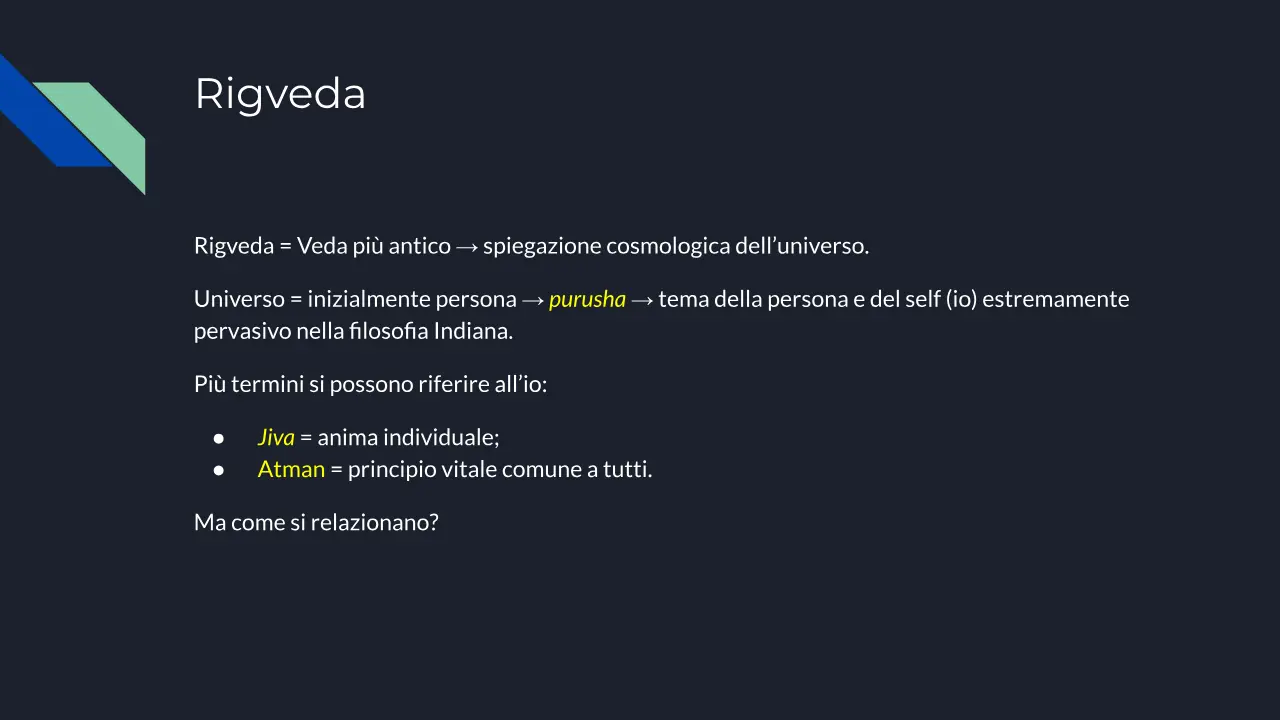 Rigveda
Rigveda = Veda più antico → spiegazione cosmologica dell’universo.
Universo = inizialmente persona → purusha → tema della persona e del self (io) estremamente
pervasivo nella filosofia Indiana.
Più termini si possono riferire all’io:
● Jiva = anima individuale;
● Atman = principio vitale comune a tutti.
Ma come si relazionano?